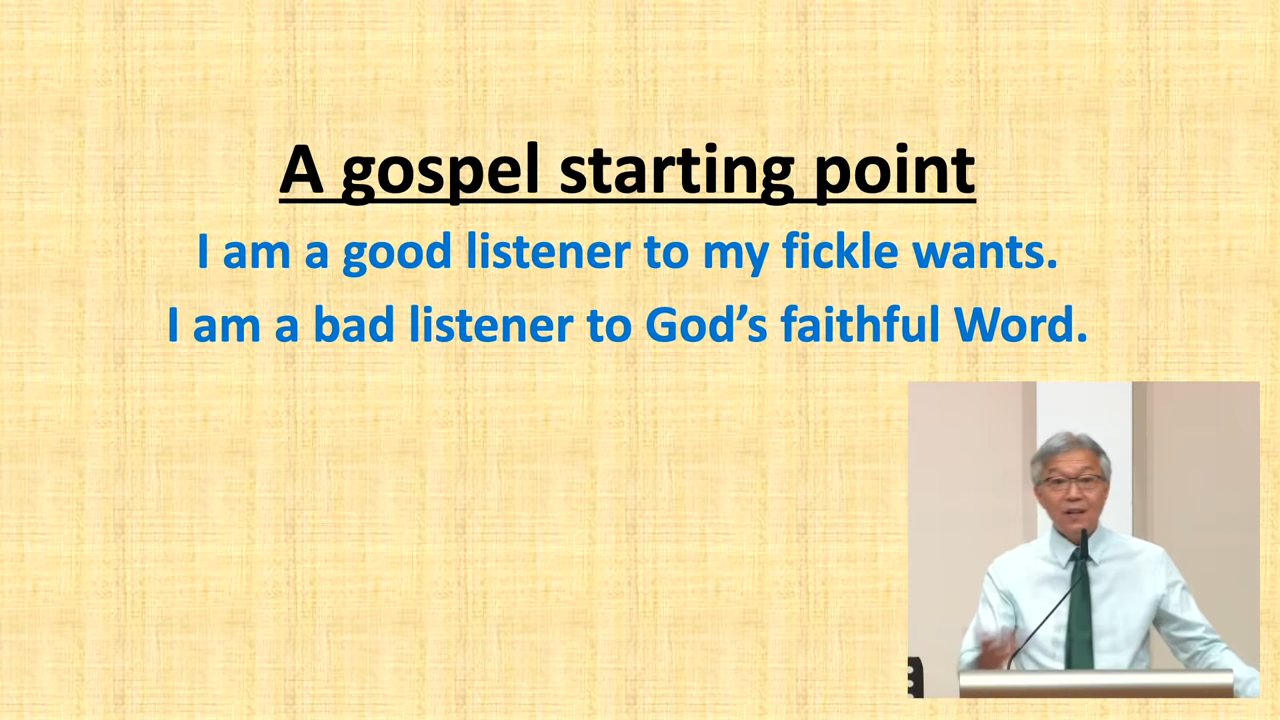 A gospel starting point
I am a good listener to my fickle wants.
I am a bad listener to God’s faithful Word.